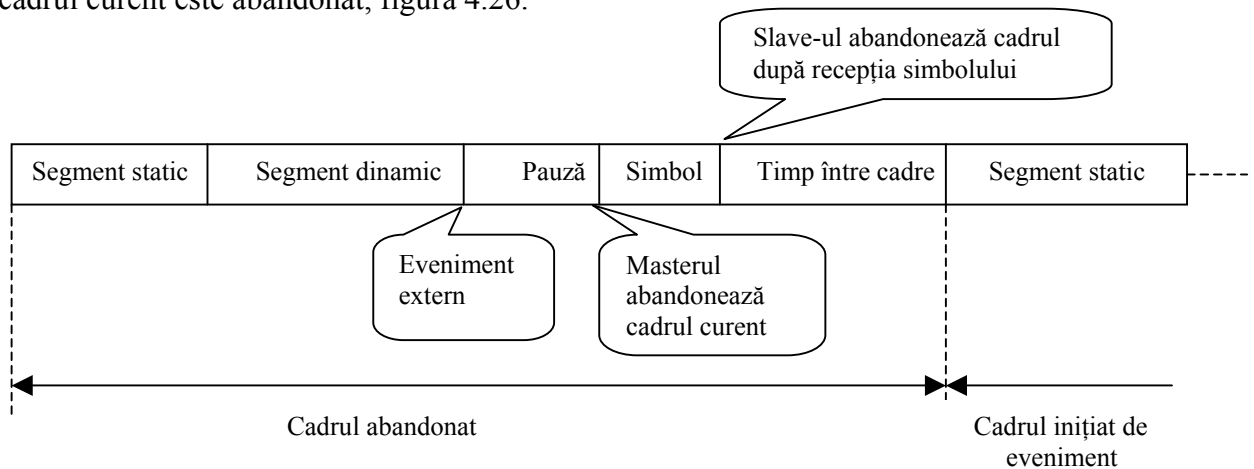 cadrul curent este abandonat, figura 4.26.
Slave-ul abandonează cadrul
după recepția simbolului
Segment static
Segment dinamic
Pauză
Simbol
Timp între cadre
Segment static
Eveniment
extern
Masterul
abandonează
cadrul curent
Cadrul abandonat
Cadrul inițiat de
eveniment